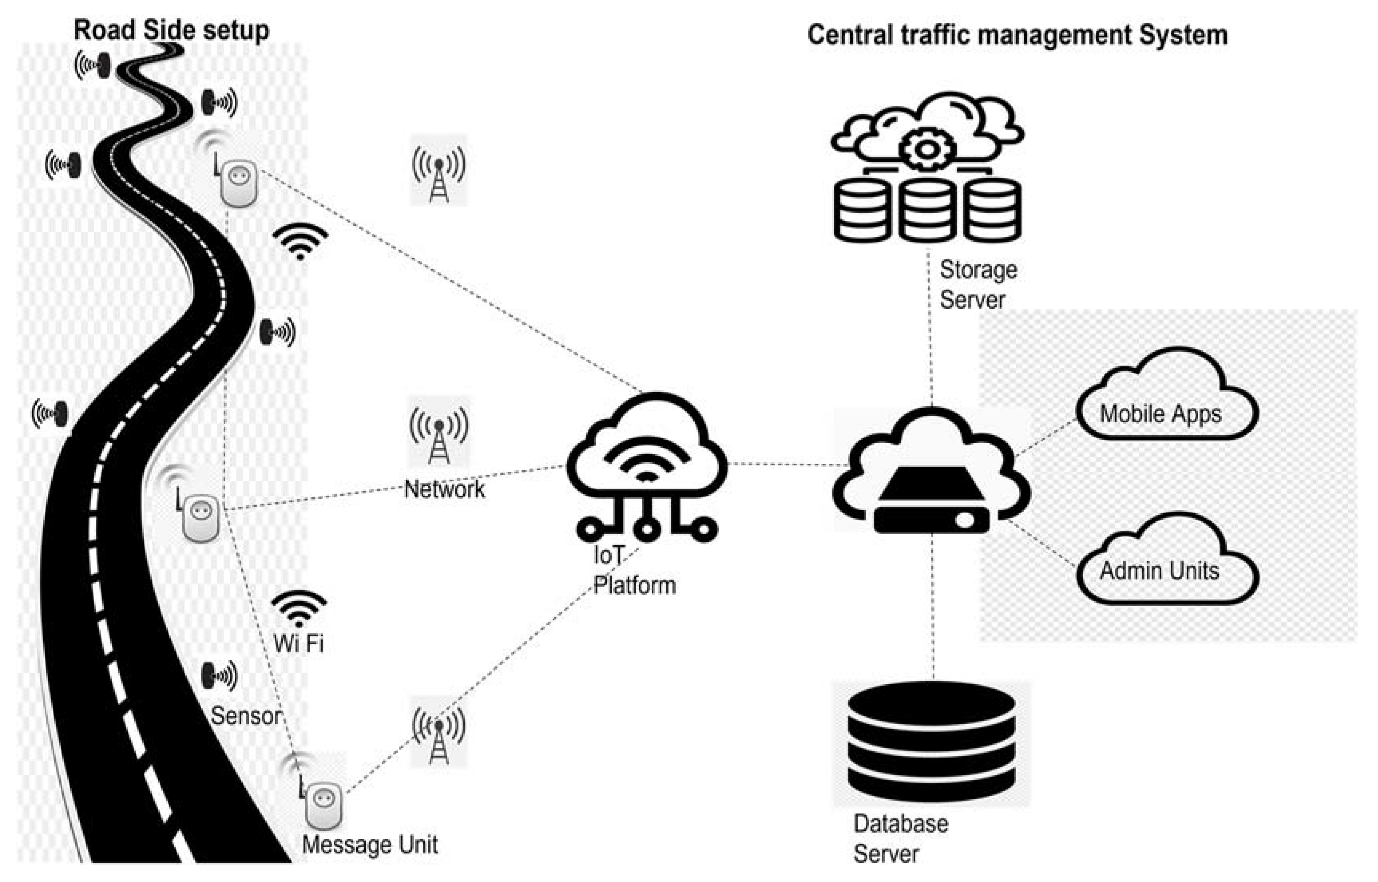 Road Side setup
Central traffic management System
Storage
Server
Mobile Apps
Network
IoT
Platform
Admin Units
Wi Fi
Sensor
Message Unit
Database
Server